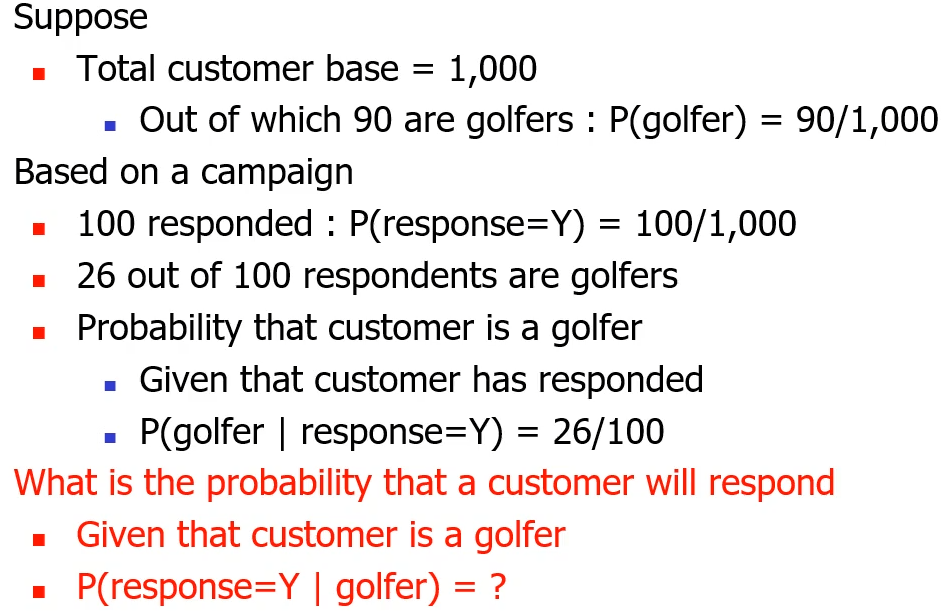 Suppose
Total customer base = 1,000
Out of which 90 are golfers : P(golfer) = 90/1,000
Based on a campaign
100 responded : P(response=Y) = 100/1,000
26 out of 100 respondents are golfers
Probability that customer is a golfer
Given that customer has responded
P(golfer | response=Y) = 26/100
What is the probability that a customer will respond
Given that customer is a golfer
P(response=Y | golfer) = ?